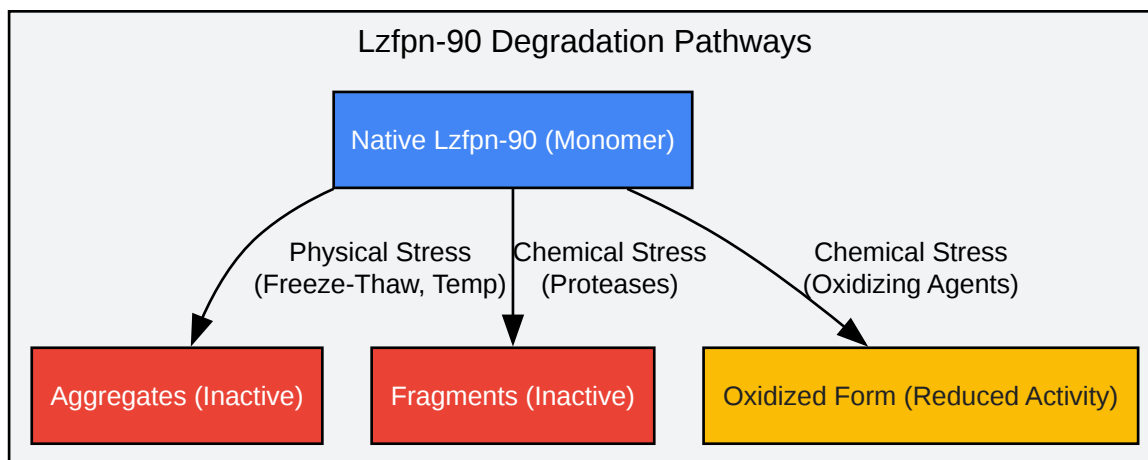 Lzfpn-90 Degradation Pathways
Native Lzfpn-90 (Monomer)
Physical Stress
(Freeze-Thaw, Temp)
Chemical Stress
(Proteases)
Chemical Stress
(Oxidizing Agents)
Aggregates (Inactive)
Fragments (Inactive)
Oxidized Form (Reduced Activity)